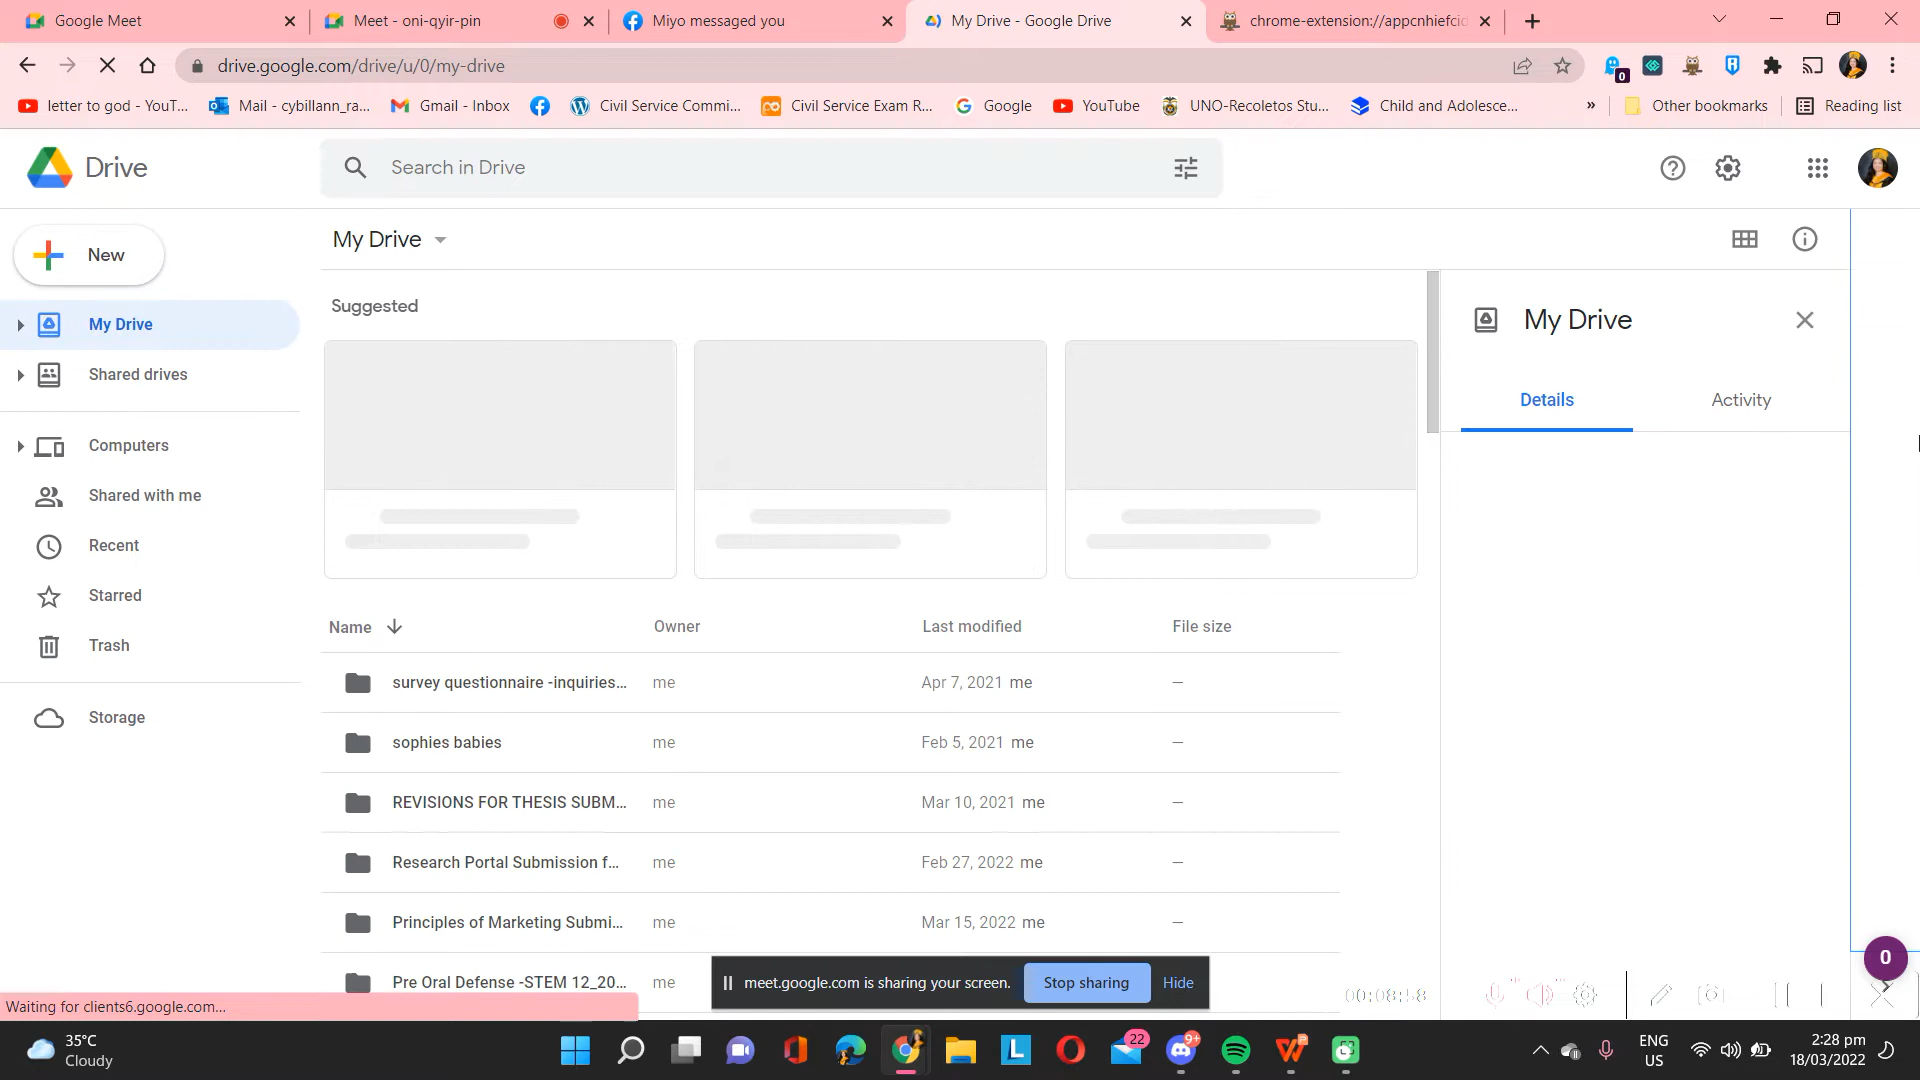 Google Meet
Meet - oni-qyir-pin
Miyo messaged you
My Drive - Google Drive
chrome-extension://appcnhiefcid
drive.google.com/drive/u/0/my-drive
0
letter to god - YouT...
Mail - cybillann_ra...
Gmail - Inbox
Civil Service Commi...
Civil Service Exam R...
Google
YouTube
UNO-Recoletos Stu...
Child and Adolesce...
»
Other bookmarks
Reading list
Drive
Search in Drive
New
My Drive
Shared drives
Computers
Shared with me
Recent
Starred
Trash
Storage
My Drive
Suggested
Name
Owner
Last modified
File size
survey questionnaire -inquiries... me Apr 7, 2021 me —
sophies babies me Feb 5, 2021 me —
REVISIONS FOR THESIS SUBM... me Mar 10, 2021 me —
Research Portal Submission f... me Feb 27, 2022 me —
Principles of Marketing Submi... me Mar 15, 2022 me —
Pre Oral Defense -STEM 12_20... me
My Drive
Details
Activity
meet.google.com is sharing your screen.
Stop sharing
Hide
00:08:58
0
Waiting for clients6.google.com...
35°C
Cloudy
22
9+
ENG
US
2:28 pm
18/03/2022